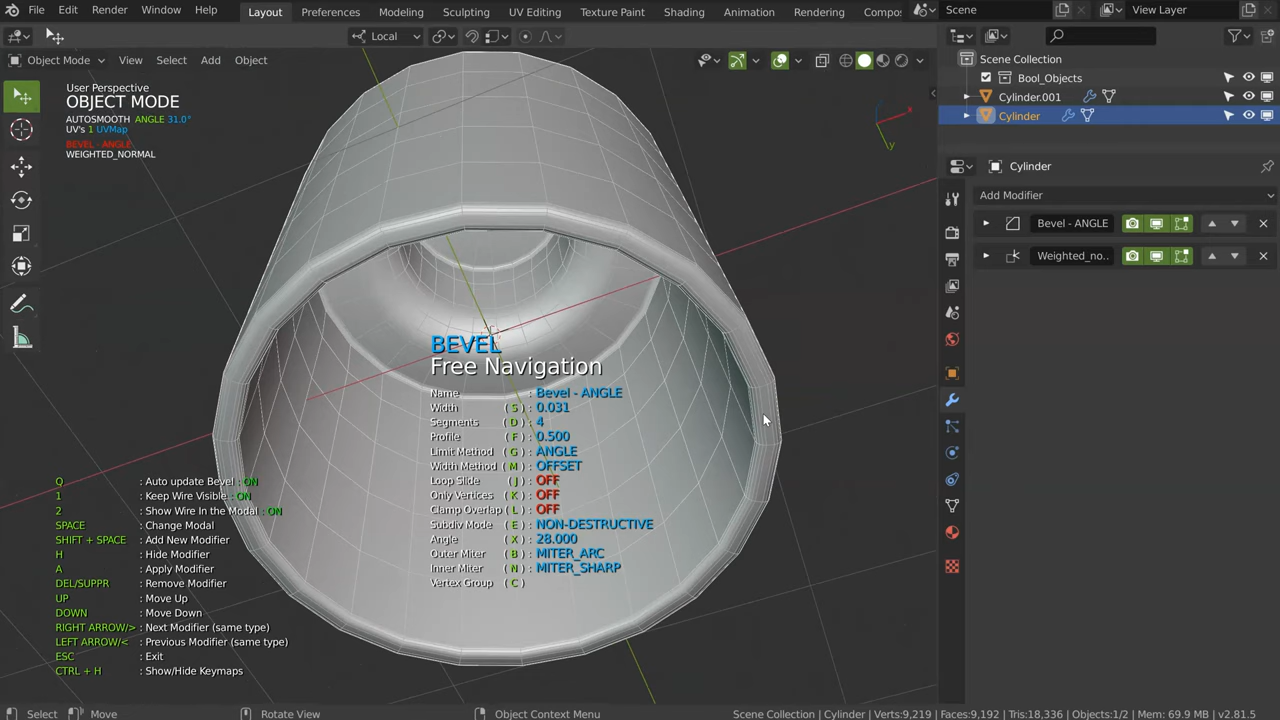 File Edit Render Window Help Layout Preferences Modeling Sculpting UV Editing Texture Paint Shading Animation Rendering Compos Scene View Layer
Local
Object Mode View Select Add Object
User Perspective
OBJECT MODE
AUTOSMOOTH ANGLE 31.0°
UV's 1 UVMap
BEVEL - ANGLE
WEIGHTED_NORMAL
x
y
Scene Collection
Bool_Objects
Cylinder.001
Cylinder
Cylinder
Add Modifier
Bevel - ANGLE
Weighted_no..
BEVEL
Free Navigation
Name : Bevel - ANGLE
Width ( S ) : 0.031
Segments ( D ) : 4
Profile ( F ) : 0.500
Limit Method ( G ) : ANGLE
Width Method ( M ) : OFFSET
Loop Slide ( J ) : OFF
Only Vertices ( K ) : OFF
Clamp Overlap ( L ) : OFF
Subdiv Mode ( E ) : NON-DESTRUCTIVE
Angle ( X ) : 28.000
Outer Miter ( B ) : MITER_ARC
Inner Miter ( N ) : MITER_SHARP
Vertex Group ( C )
Q : Auto update Bevel : ON
1 : Keep Wire Visible : ON
2 : Show Wire In the Modal : ON
SPACE : Change Modal
SHIFT + SPACE : Add New Modifier
H : Hide Modifier
A : Apply Modifier
DEL/SUPPR : Remove Modifier
UP : Move Up
DOWN : Move Down
RIGHT ARROW/> : Next Modifier (same type)
LEFT ARROW/< : Previous Modifier (same type)
ESC : Exit
CTRL + H : Show/Hide Keymaps
Select Move Rotate View Object Context Menu Scene Collection | Cylinder | Verts:9,219 | Faces:9,192 | Tris:18,336 | Objects:1/2 | Mem: 69.9 MB | v2.81.5